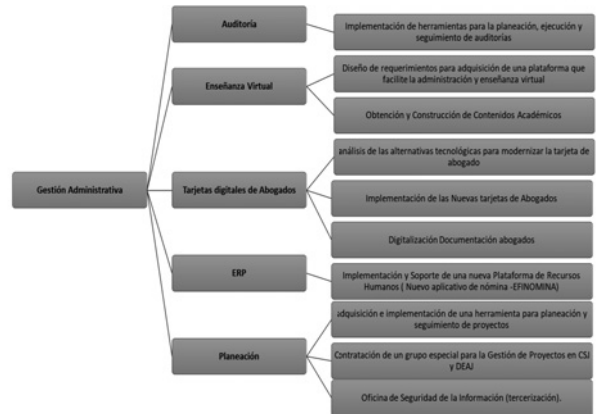 Auditoría
Implementación de herramientas para la planeación, ejecución y
seguimiento de auditorias
Enseñanza Virtual
Diseño de requerimientos para adquisición de una plataforma que
facilite la administración y enseñanza virtual
Obtención y Construcción de Contenidos Académicos
Gestión Administrativa
Tarjetas digitales de Abogados
análisis de las alternativas tecnológicas para modernizar la tarjeta de
abogado
Implementación de las Nuevas tarjetas de Abogados
Digitalización Documentación abogados
ERP
Implementación y Soporte de una nueva Plataforma de Recursos
Humanos ( Nuevo aplicativo de nómina -EFINOMINA)
Planeación
adquisición e implementación de una herramienta para planeación y
seguimiento de proyectos
Contratación de un grupo especial para la Gestión de Proyectos en CSJ
y DEAJ
Oficina de Seguridad de la Información (tercerización).